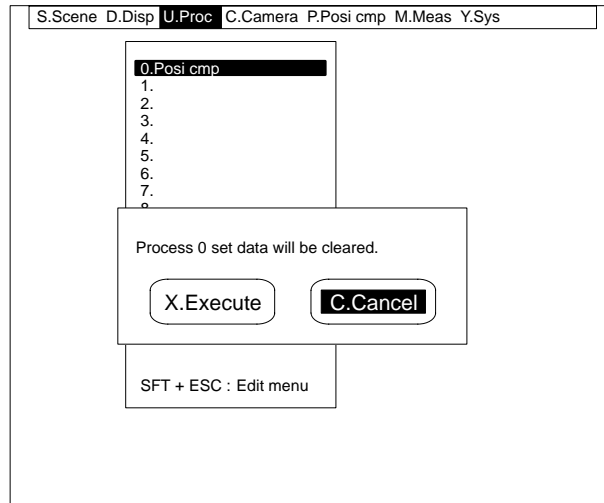 S.Scene D.Disp U.Proc C.Camera P.Posi cmp M.Meas Y.Sys
0.Posi cmp
1.
2.
3.
4.
5.
6.
7.
8
Process 0 set data will be cleared.
X.Execute C.Cancel
SFT + ESC : Edit menu